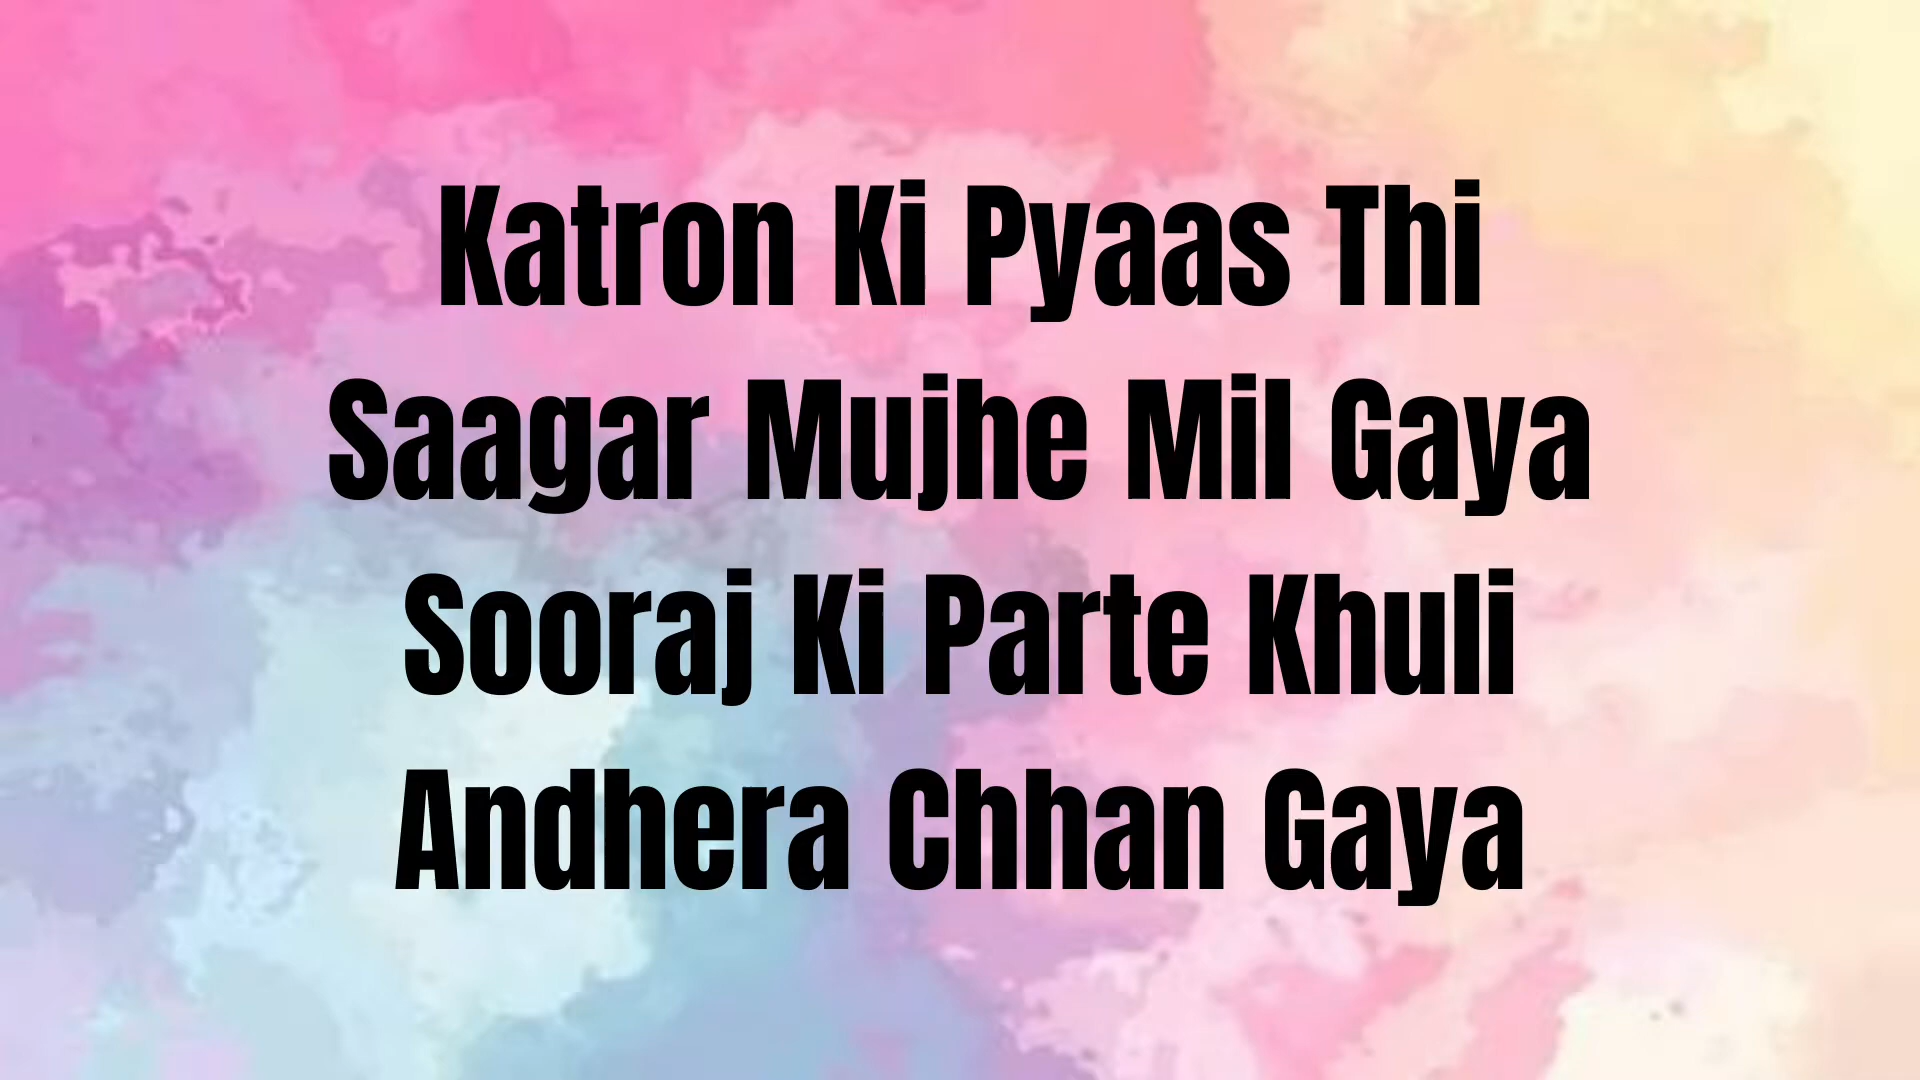 Katron Ki Pyaas Thi
Saagar Mujhe Mil Gaya
Sooraj Ki Parte Khuli
Andhera Chhan Gaya